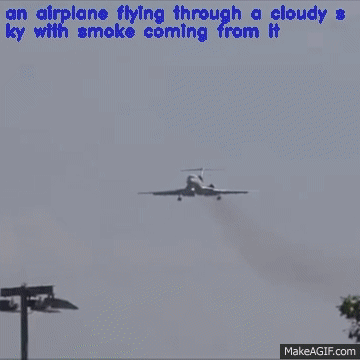 an airplane flying through a cloudy s
ky with smoke coming from it
MakeAGIF.com